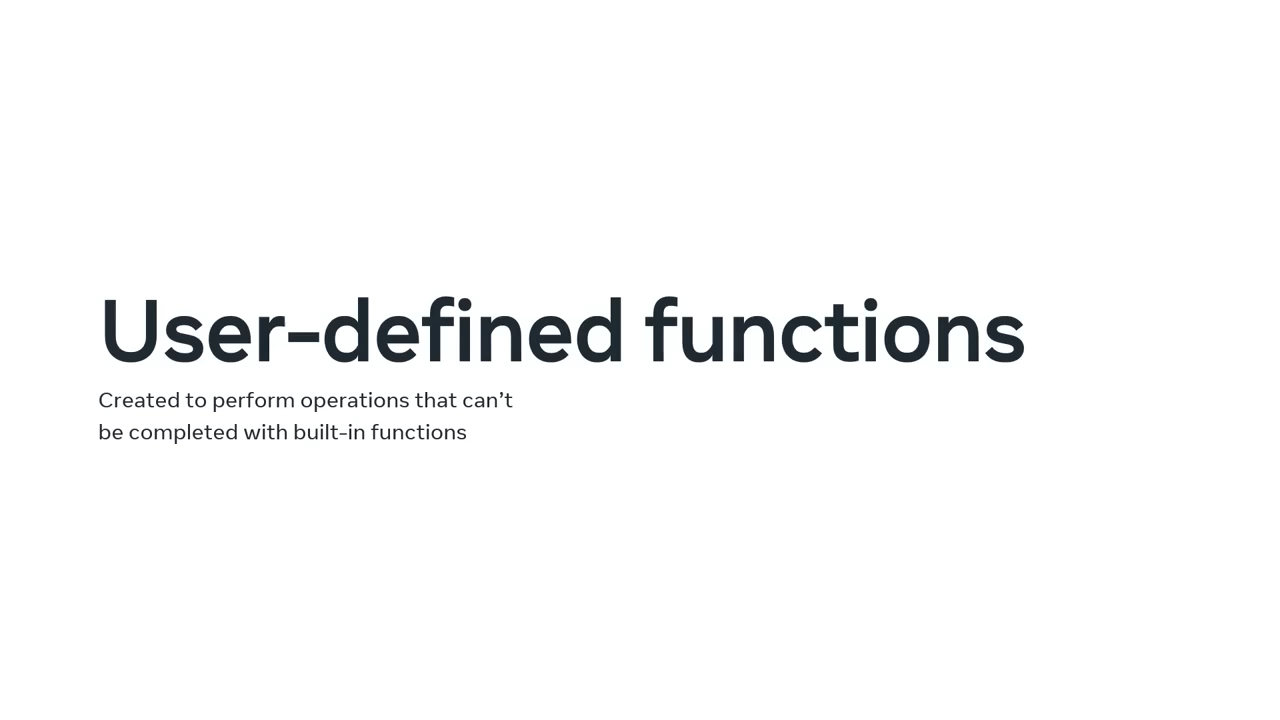 User-defined functions
Created to perform operations that can’t
be completed with built-in functions